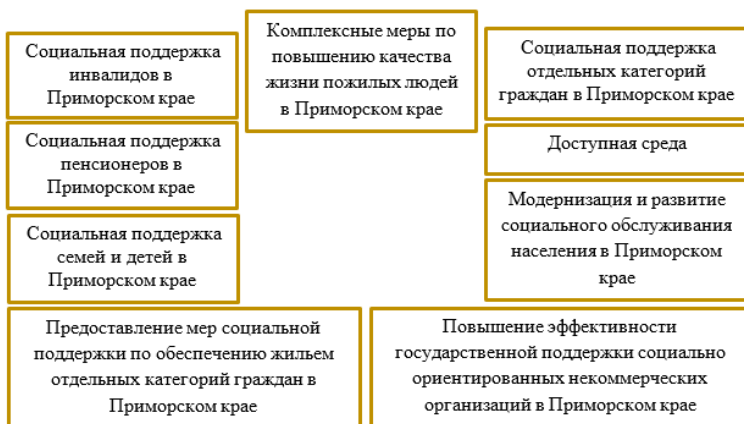 Социальная поддержка
инвалидов в
Приморском крае
Комплексные меры по
повышению качества
жизни пожилых людей
в Приморском крае
Социальная поддержка
отдельных категорий
граждан в Приморском крае
Социальная поддержка
пенсионеров в
Приморском крае
Доступная среда
Социальная поддержка
семей и детей в
Приморском крае
Модернизация и развитие
социального обслуживания
населения в Приморском
крае
Предоставление мер социальной
поддержки по обеспечению жильем
отдельных категорий граждан в
Приморском крае
Повышение эффективности
государственной поддержки социально
ориентированных некоммерческих
организаций в Приморском крае